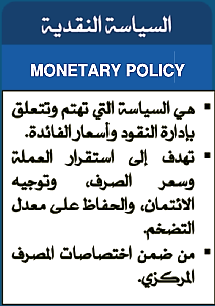 السياسة النقدية
MONETARY POLICY
▪ هي السياسة التي تهتم وتتعلق
بإدارة النقود وأسعار الفائدة.
▪ تهدف إلى استقرار العملة
وسعر الصرف، وتوجيه
الائتمان، والحفاظ على معدل
التضخم.
▪ من ضمن اختصاصات المصرف
المركزي.